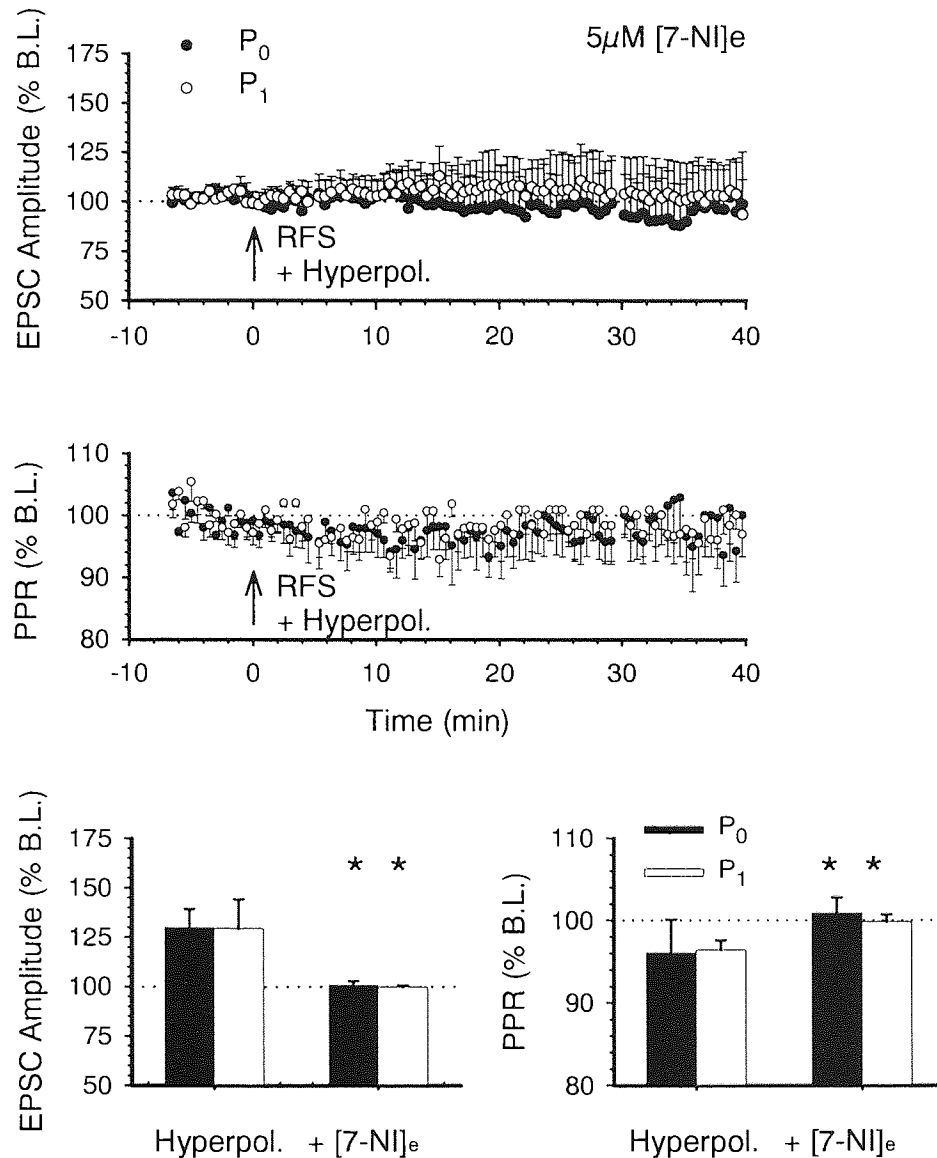 175
P0
5µM [7-NI]e
150
P1
EPSC Amplitude (% B.L.)
125
100
RFS
75
+ Hyperpol.
50
-10 0 10 20 30 40
110
100
PPR (% B.L.)
90
RFS
+ Hyperpol.
80
-10 0 10 20 30 40
Time (min)
EPSC Amplitude (% B.L.)
175
150
* *
125
100
75
50
Hyperpol. + [7-NI]e
PPR (% B.L.)
P0
110
P1
* *
100
90
80
Hyperpol. + [7-NI]e